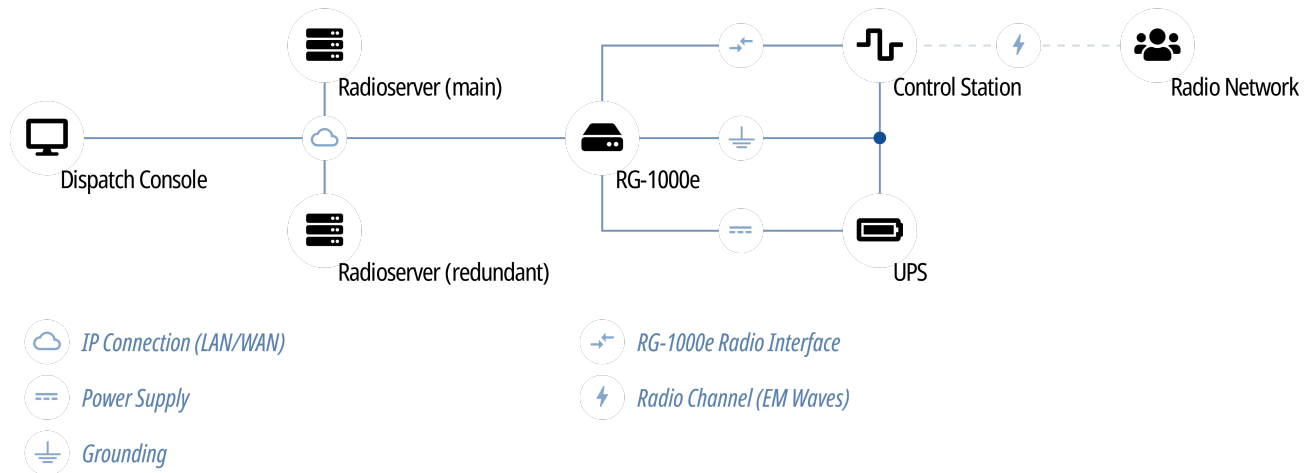 Radioserver (main)
Control Station
Radio Network
Dispatch Console
RG-1000e
Radioserver (redundant)
UPS
IP Connection (LAN/WAN)
RG-1000e Radio Interface
Power Supply
Radio Channel (EM Waves)
Grounding